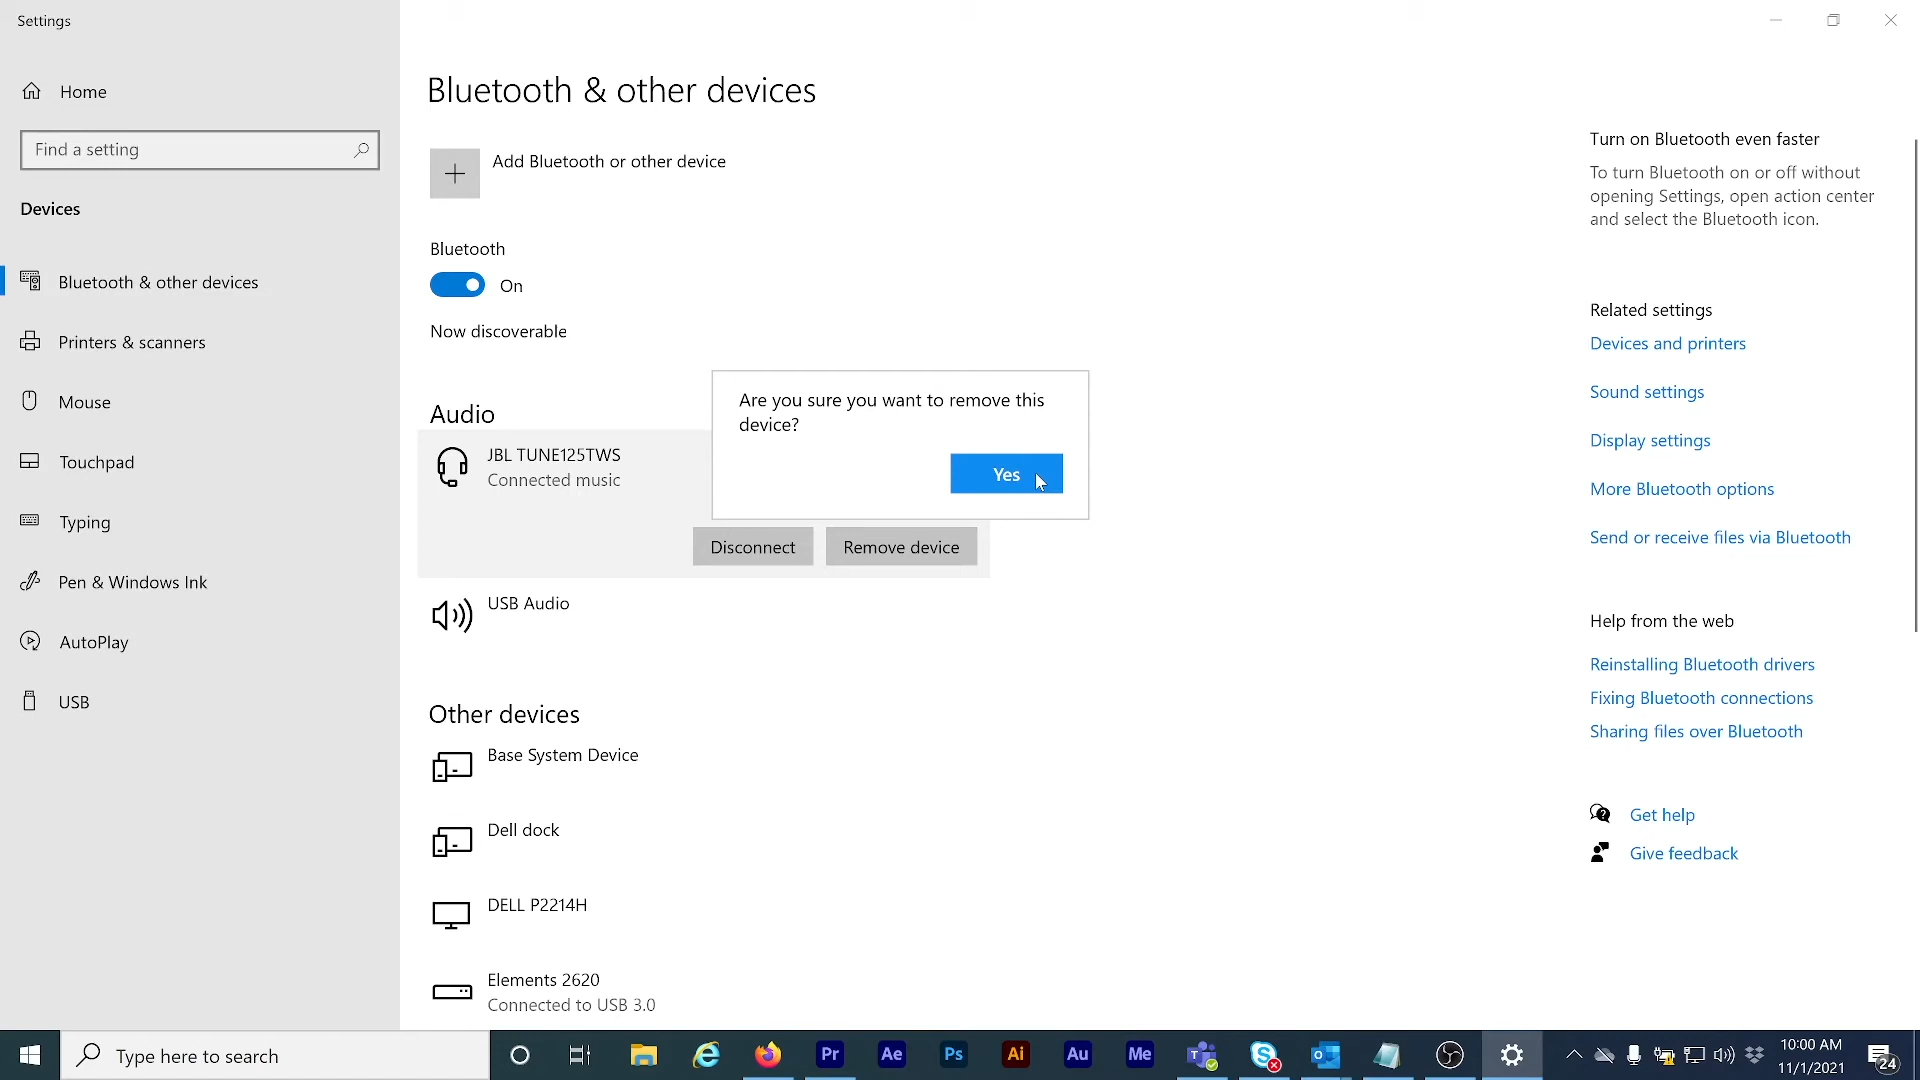 Settings
Home
Find a setting
Devices
Bluetooth & other devices
Printers & scanners
Mouse
Touchpad
Typing
Pen & Windows Ink
AutoPlay
USB
Bluetooth & other devices
Add Bluetooth or other device
Bluetooth
On
Now discoverable
Audio
JBL TUNE125TWS
Connected music
Are you sure you want to remove this
device?
Yes
Disconnect
Remove device
USB Audio
Other devices
Base System Device
Dell dock
DELL P2214H
Elements 2620
Connected to USB 3.0
Turn on Bluetooth even faster
To turn Bluetooth on or off without
opening Settings, open action center
and select the Bluetooth icon.
Related settings
Devices and printers
Sound settings
Display settings
More Bluetooth options
Send or receive files via Bluetooth
Help from the web
Reinstalling Bluetooth drivers
Fixing Bluetooth connections
Sharing files over Bluetooth
Get help
Give feedback
Type here to search
Pr
Ae
Ps
Ai
Au
Me
10:00 AM
11/1/2021
24